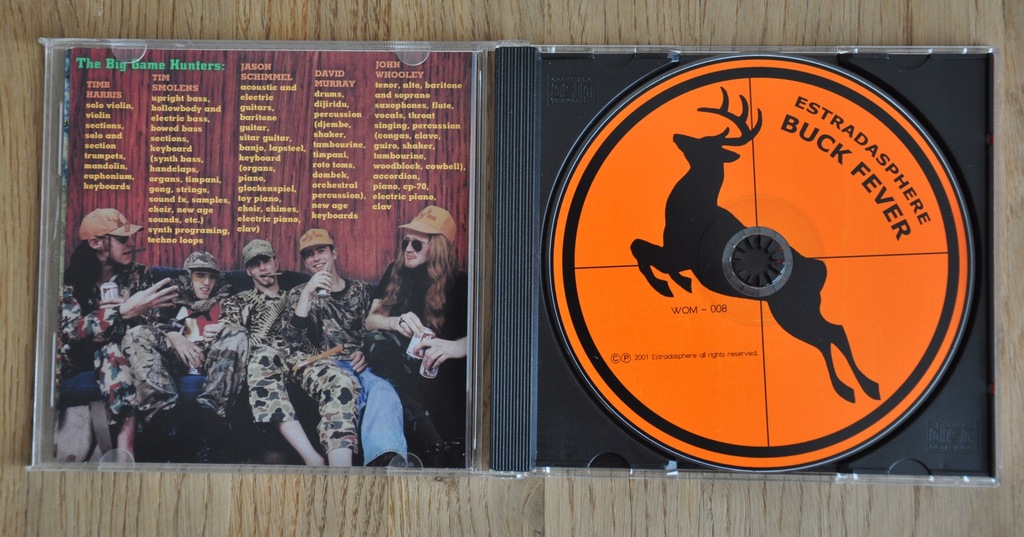 The Big Game Hunters:
TIME
HARRIS
solo violin,
violin
sections,
solo and
section
trumpets,
mandolin,
euphonium,
keyboards
TIM
SMOLENS
upright bass,
hollowbody and
electric bass,
bowed bass
sections,
keyboard
(synth bass,
handclaps,
organs, timpani,
gong, strings,
sound fx, samples,
choir, new age
sounds, etc.)
synth programing,
techno loops
JASON
SCHIMMEL
acoustic and
electric
guitars,
baritone
guitar,
sitar guitar,
banjo, lapsteel,
keyboard
(organs,
piano,
glockenspiel,
toy piano,
choir, chimes,
electric piano,
clav)
DAVID
MURRAY
drums,
dijiridu,
percussion
(djembe,
shaker,
tambourine,
timpani,
roto toms,
dombek,
orchestral
percussion),
new age
keyboards
JOHN
WHOOLEY
tenor, alto, baritone
and soprano
saxophones, flute,
vocals, throat
singing, percussion
(congas, clave,
guiro, shaker,
tambourine,
woodblock, cowbell),
accordion,
piano, cp-70,
electric piano,
clav
ESTRADASPHERE
BUCK FEVER
WOM - 008
©℗ 2001 Estradasphere all rights reserved.